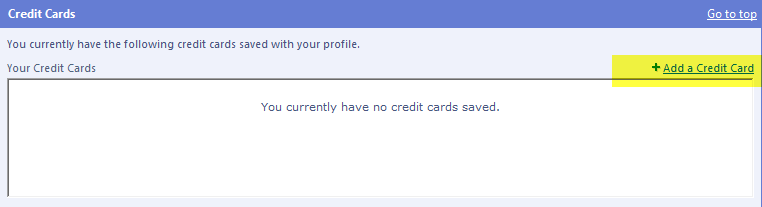 Credit Cards Go to top
You currently have the following credit cards saved with your profile.
Your Credit Cards + Add a Credit Card
You currently have no credit cards saved.